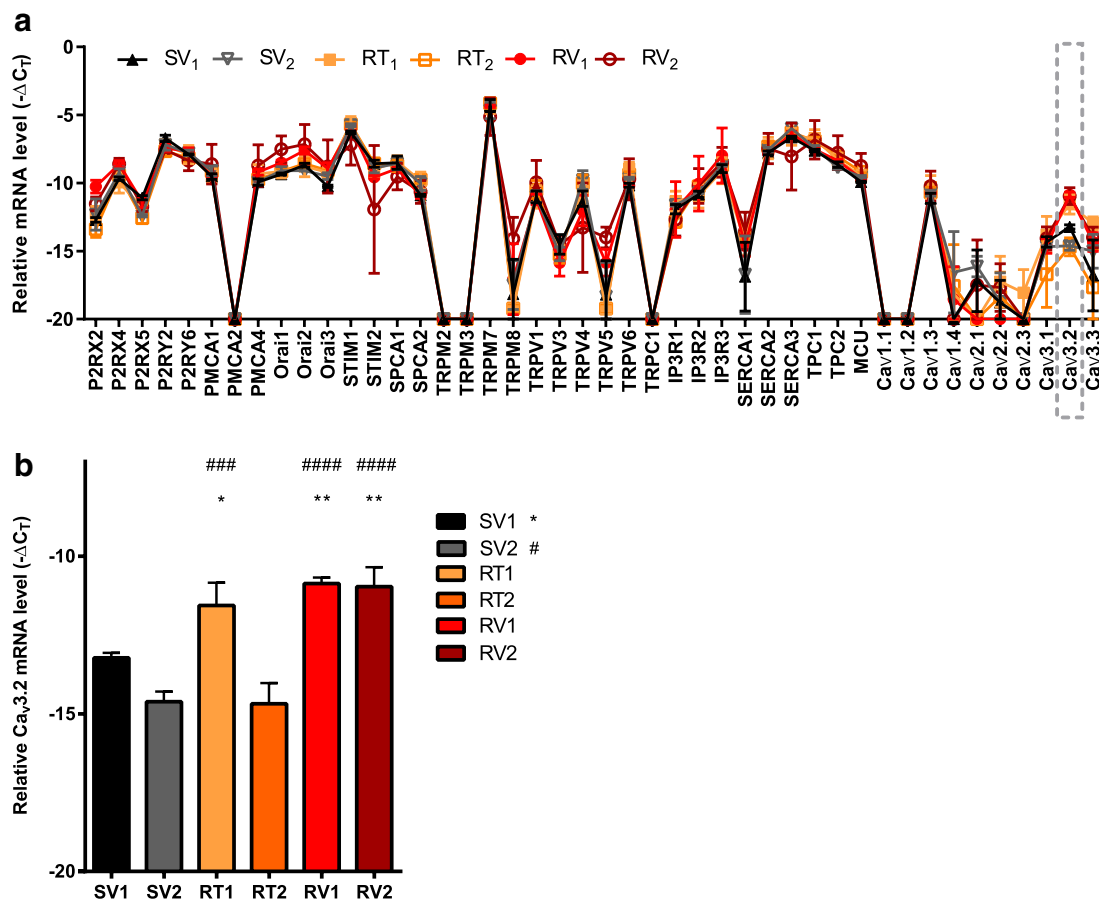 a
Relative mRNA level (-ΔCT)
SV1 SV2 RT1 RT2 RV1 RV2
0
-5
-10
-15
-20
P2RX2 P2RX4 P2RX5 P2RY2 P2RY6 PMCA1 PMCA2 PMCA4 Orai1 Orai2 Orai3 STIM1 STIM2 SPCA1 SPCA2 TRPM2 TRPM3 TRPM7 TRPM8 TRPV1 TRPV3 TRPV4 TRPV5 TRPV6 TRPC1 IP3R1 IP3R2 IP3R3 SERCA1 SERCA2 SERCA3 TPC1 TPC2 MCU Cav1.1 Cav1.2 Cav1.3 Cav1.4 Cav2.1 Cav2.2 Cav2.3 Cav3.1 Cav3.2 Cav3.3
b
Relative Cav3.2 mRNA level (-ΔCT)
### #### ####
* ** **
-10
-15
-20
SV1 SV2 RT1 RT2 RV1 RV2
SV1 *
SV2 #
RT1
RT2
RV1
RV2